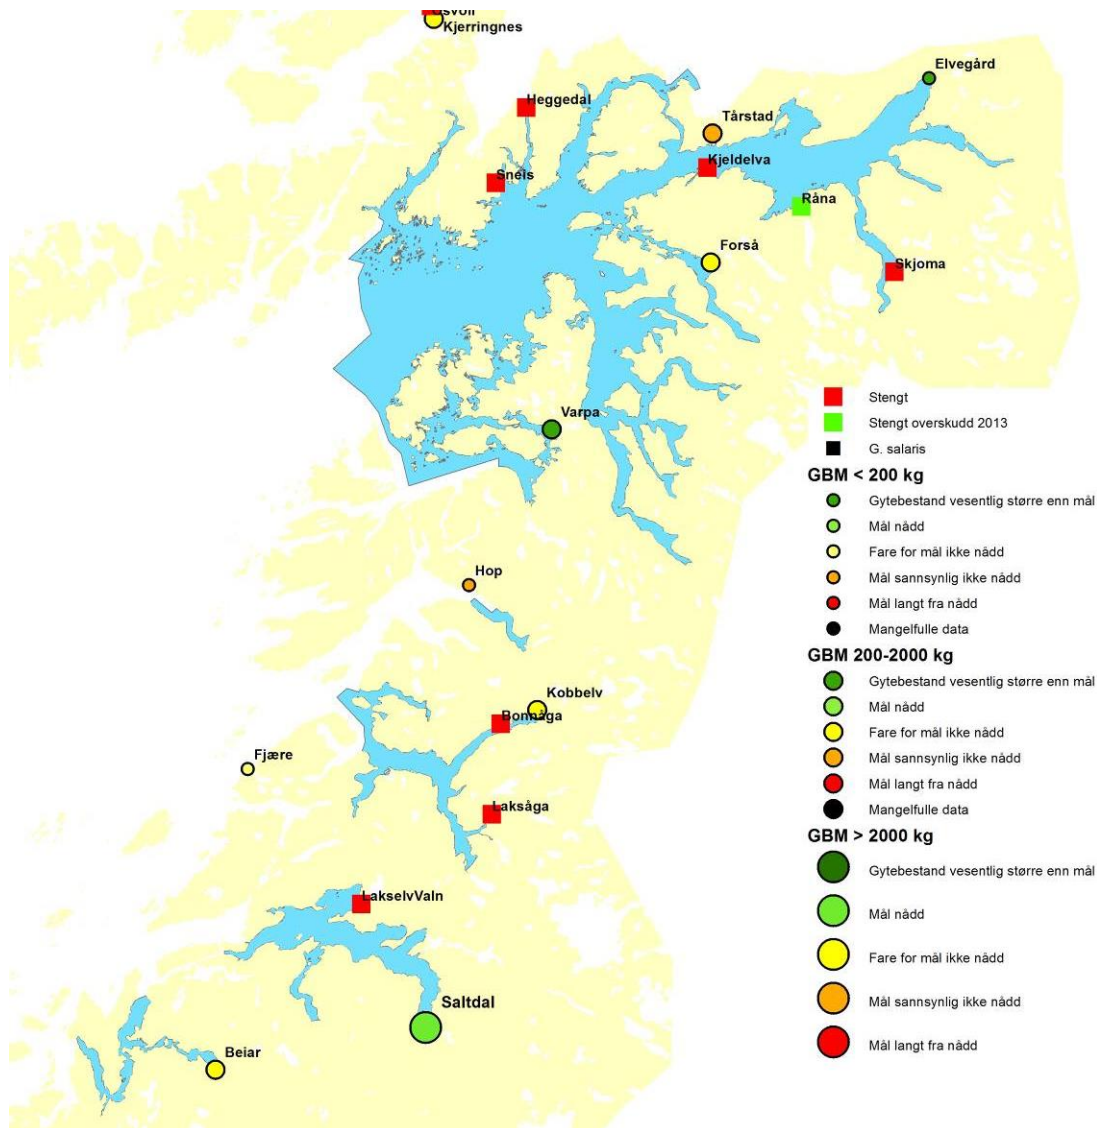 Osvoll
Kjerringnes
Elvegård
Heggedal
Tårstad
Kjeldelva
Sneis
Råna
Forså
Skjoma
Varpa
Hop
Kobbelv
Bonnåga
Fjære
Laksåga
LakselvValn
Saltdal
Beiar
Stengt
Stengt overskudd 2013
G. salaris
GBM < 200 kg
Gytebestand vesentlig større enn mål
Mål nådd
Fare for mål ikke nådd
Mål sannsynlig ikke nådd
Mål langt fra nådd
Mangelfulle data
GBM 200-2000 kg
Gytebestand vesentlig større enn mål
Mål nådd
Fare for mål ikke nådd
Mål sannsynlig ikke nådd
Mål langt fra nådd
Mangelfulle data
GBM > 2000 kg
Gytebestand vesentlig større enn mål
Mål nådd
Fare for mål ikke nådd
Mål sannsynlig ikke nådd
Mål langt fra nådd